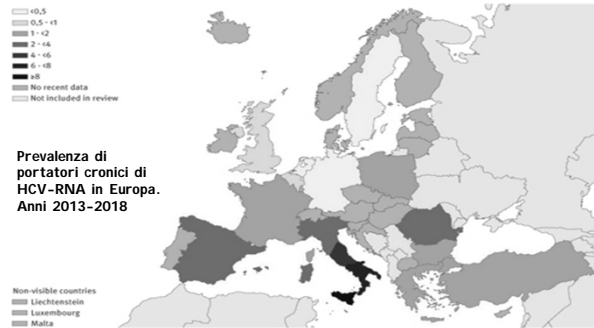 <0,5
0,5 - <1
1 - <2
2 - <4
4 - <6
6 - <8
≥8
No recent data
Not included in review
Prevalenza di
portatori cronici di
HCV-RNA in Europa.
Anni 2013-2018
Non-visible countries
Liechtenstein
Luxembourg
Malta